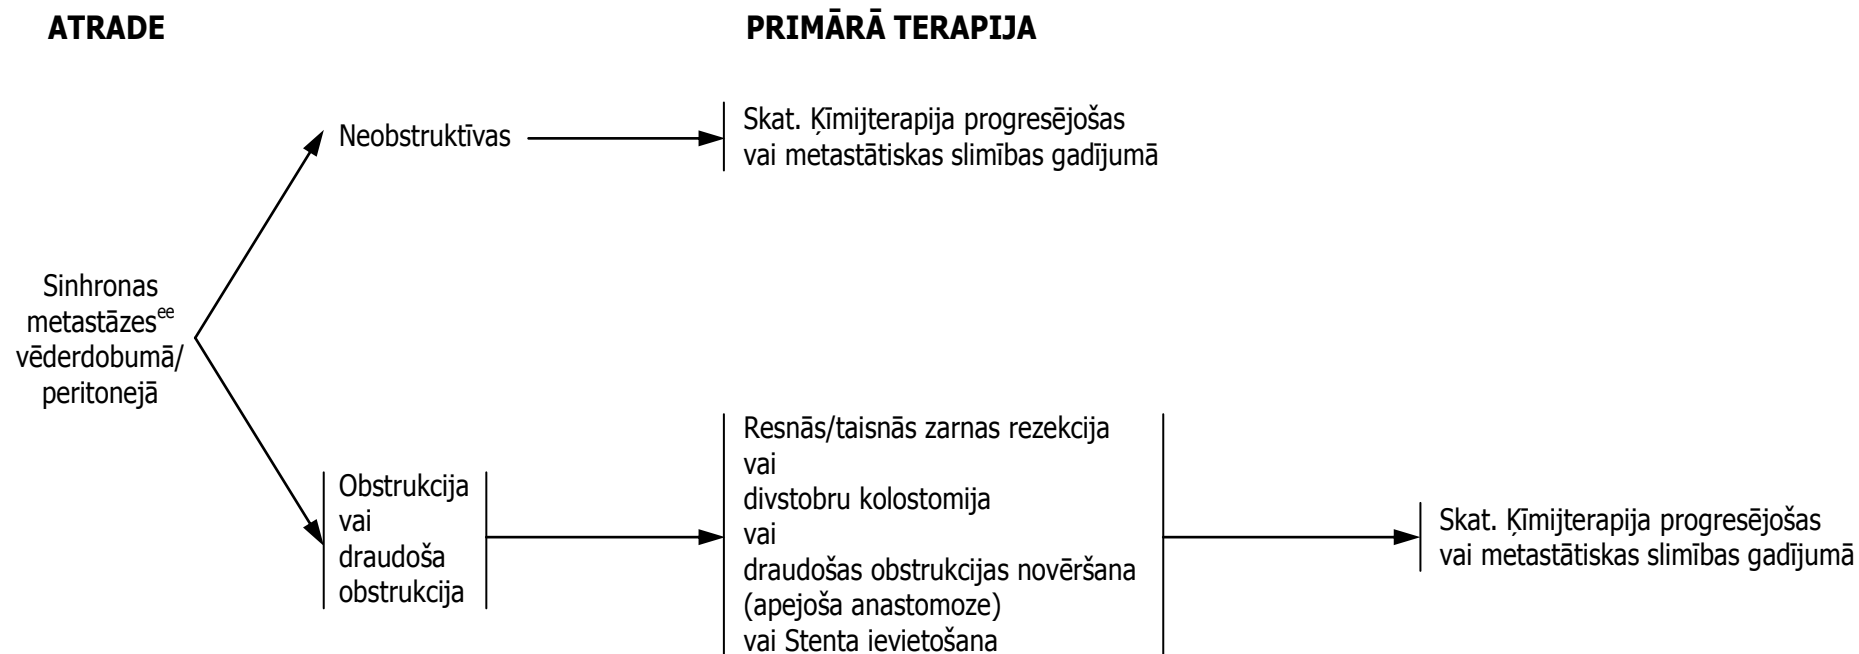 ATRADE
PRIMĀRĀ TERAPIJA
Neobstruktīvas
Skat. Ķīmijterapija progresējošas
vai metastātiskas slimības gadījumā
Sinhronas
metastāzesee
vēderdobumā/
peritonejā
Obstrukcija
vai
draudoša
obstrukcija
Resnās/taisnās zarnas rezekcija
vai
divstobru kolostomija
vai
draudošas obstrukcijas novēršana
(apejoša anastomoze)
vai Stenta ievietošana
Skat. Ķīmijterapija progresējošas
vai metastātiskas slimības gadījumā